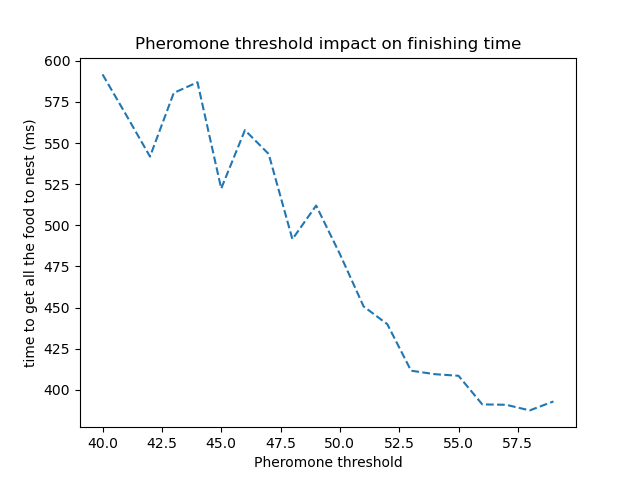 Pheromone threshold impact on finishing time
600
575
550
525
500
475
450
425
400
time to get all the food to nest (ms)
40.0 42.5 45.0 47.5 50.0 52.5 55.0 57.5
Pheromone threshold